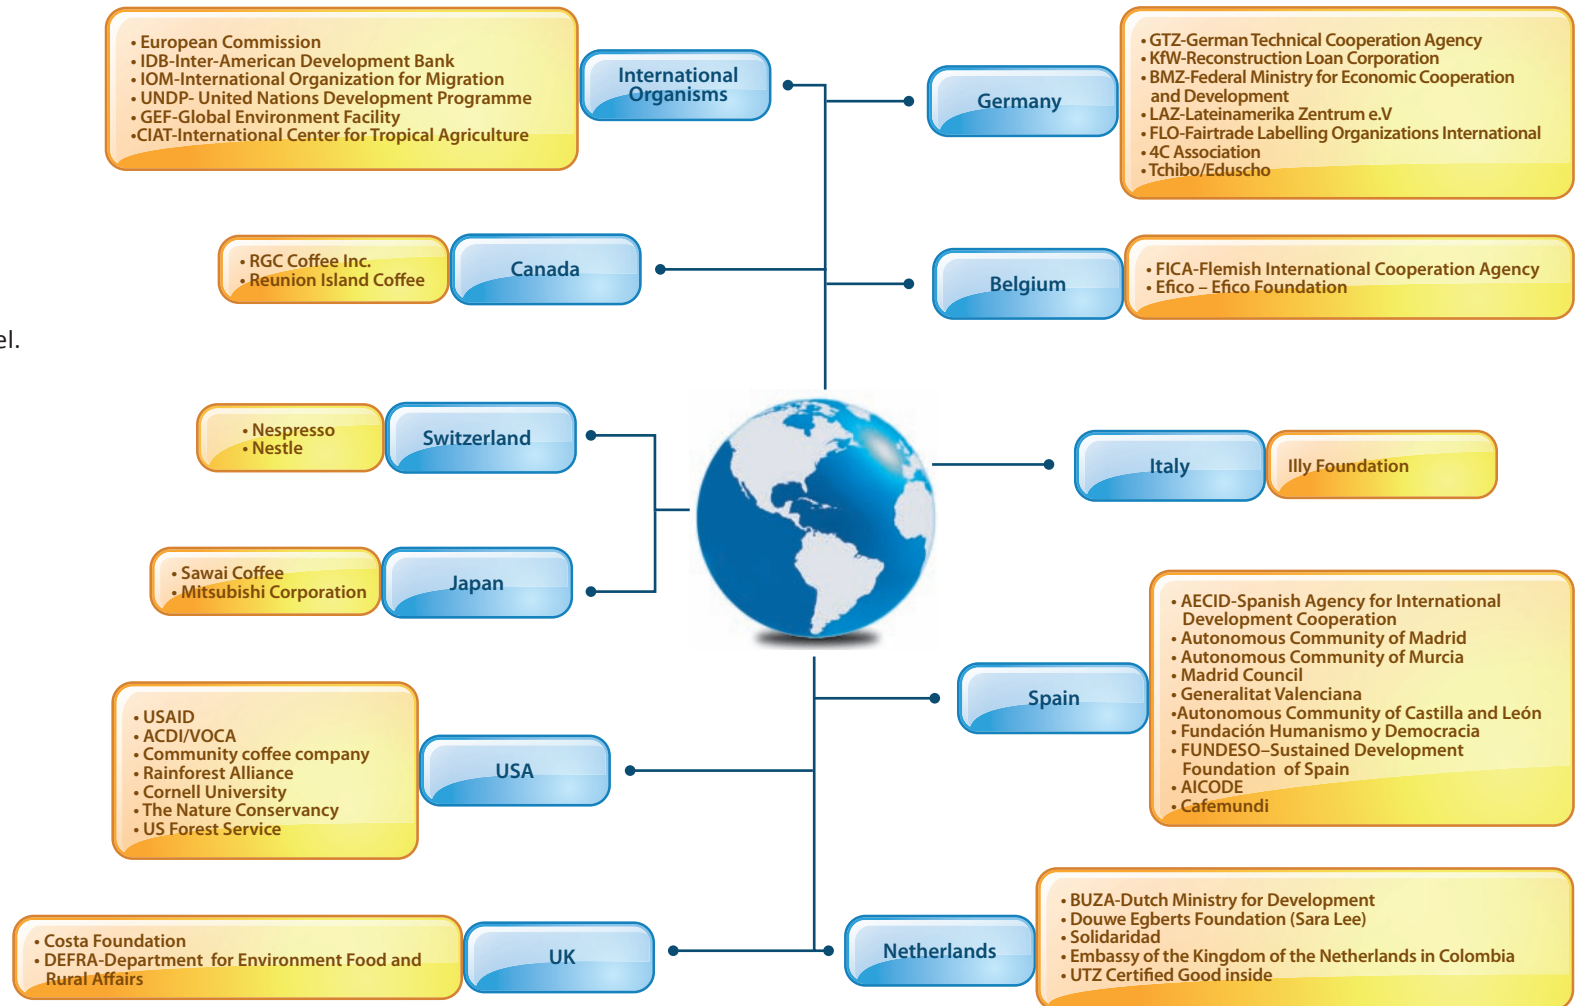 • European Commission
• IDB-Inter-American Development Bank
• IOM-International Organization for Migration
• UNDP- United Nations Development Programme
• GEF-Global Environment Facility
•CIAT-International Center for Tropical Agriculture
International
Organisms
Germany
• GTZ-German Technical Cooperation Agency
• KfW-Reconstruction Loan Corporation
• BMZ-Federal Ministry for Economic Cooperation
and Development
• LAZ-Lateinamerika Zentrum e.V
• FLO-Fairtrade Labelling Organizations International
• 4C Association
• Tchibo/Eduscho
• RGC Coffee Inc.
• Reunion Island Coffee
Canada
Belgium
• FICA-Flemish International Cooperation Agency
• Efico – Efico Foundation
el.
• Nespresso
• Nestle
Switzerland
Italy
Illy Foundation
• Sawai Coffee
• Mitsubishi Corporation
Japan
Spain
• AECID-Spanish Agency for International
Development Cooperation
• Autonomous Community of Madrid
• Autonomous Community of Murcia
• Madrid Council
• Generalitat Valenciana
•Autonomous Community of Castilla and León
• Fundación Humanismo y Democracia
• FUNDESO–Sustained Development
Foundation of Spain
• AICODE
• Cafemundi
• USAID
• ACDI/VOCA
• Community coffee company
• Rainforest Alliance
• Cornell University
• The Nature Conservancy
• US Forest Service
USA
• Costa Foundation
• DEFRA-Department for Environment Food and
Rural Affairs
UK
Netherlands
• BUZA-Dutch Ministry for Development
• Douwe Egberts Foundation (Sara Lee)
• Solidaridad
• Embassy of the Kingdom of the Netherlands in Colombia
• UTZ Certified Good inside